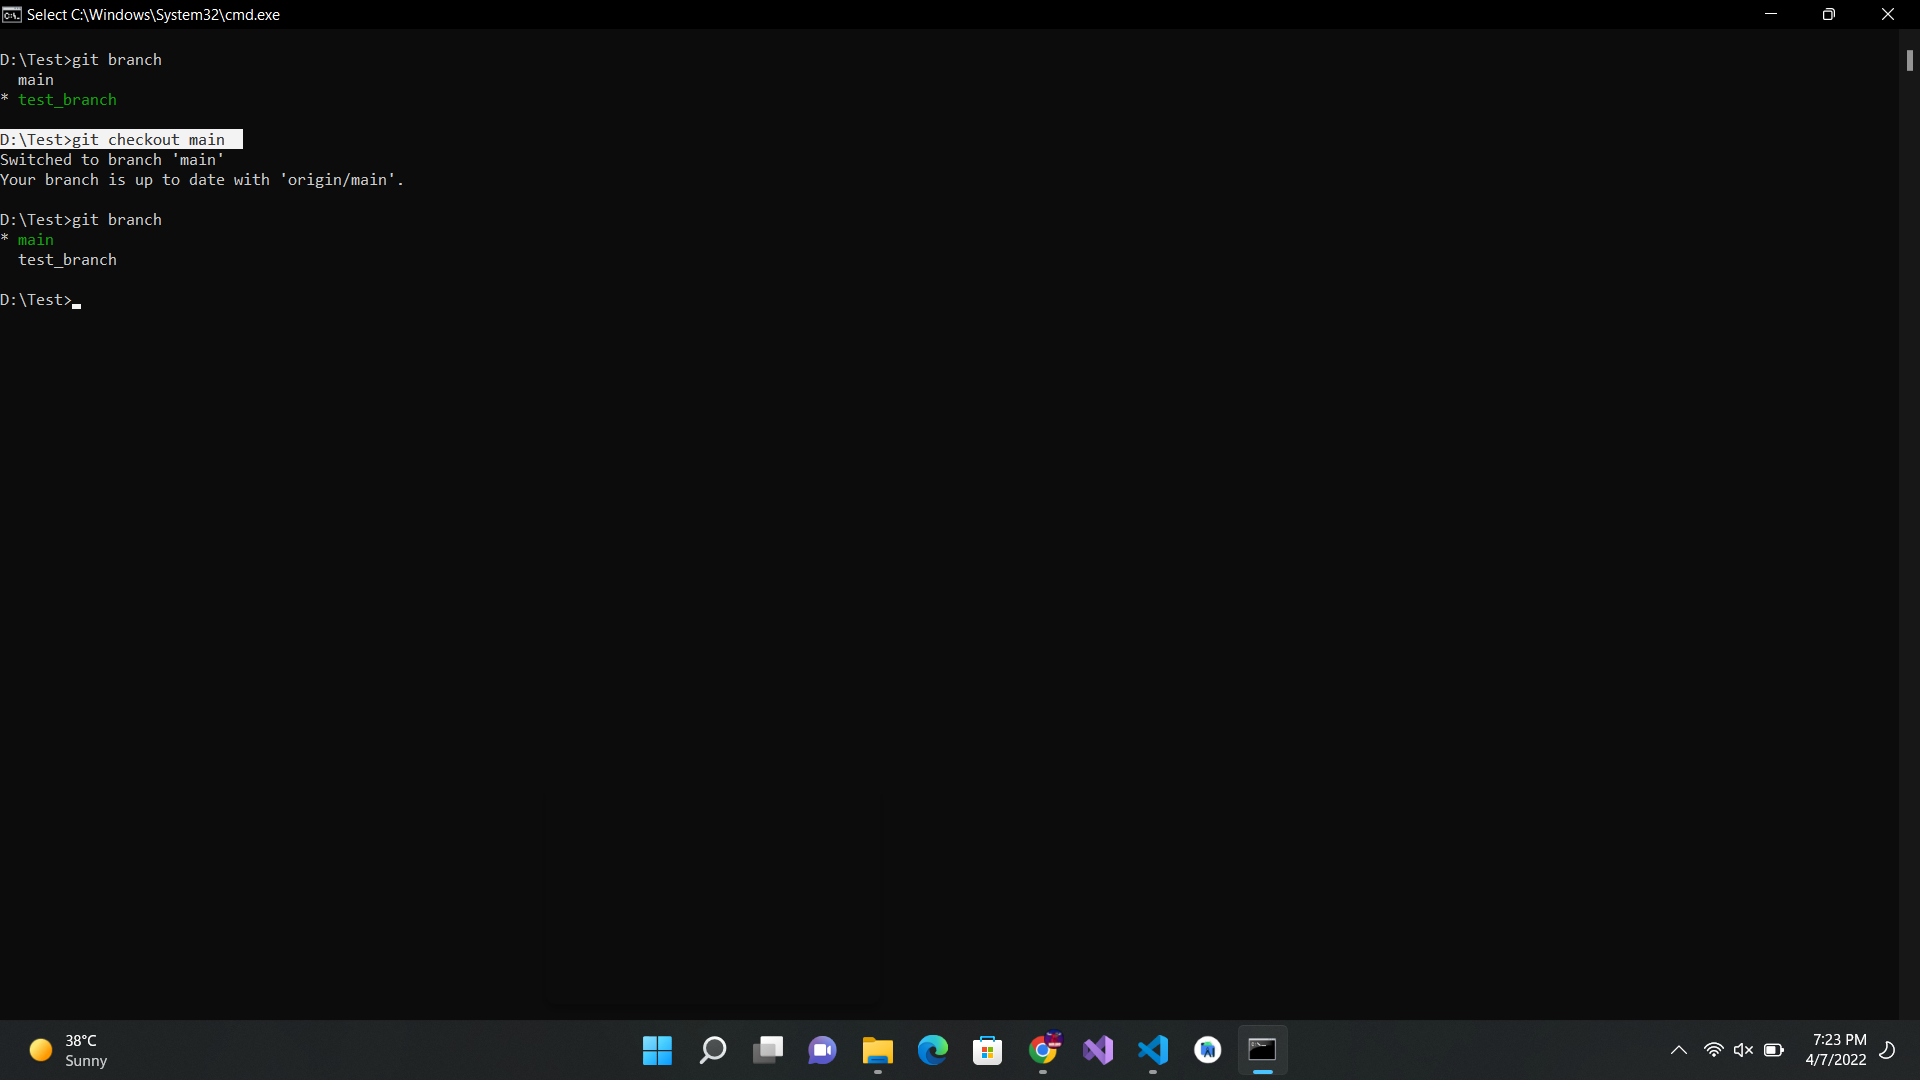 Select C:\Windows\System32\cmd.exe
D:\Test>git branch
  main
* test_branch
D:\Test>git checkout main
Switched to branch 'main'
Your branch is up to date with 'origin/main'.
D:\Test>git branch
* main
  test_branch
D:\Test>
38°C
Sunny
7:23 PM
4/7/2022